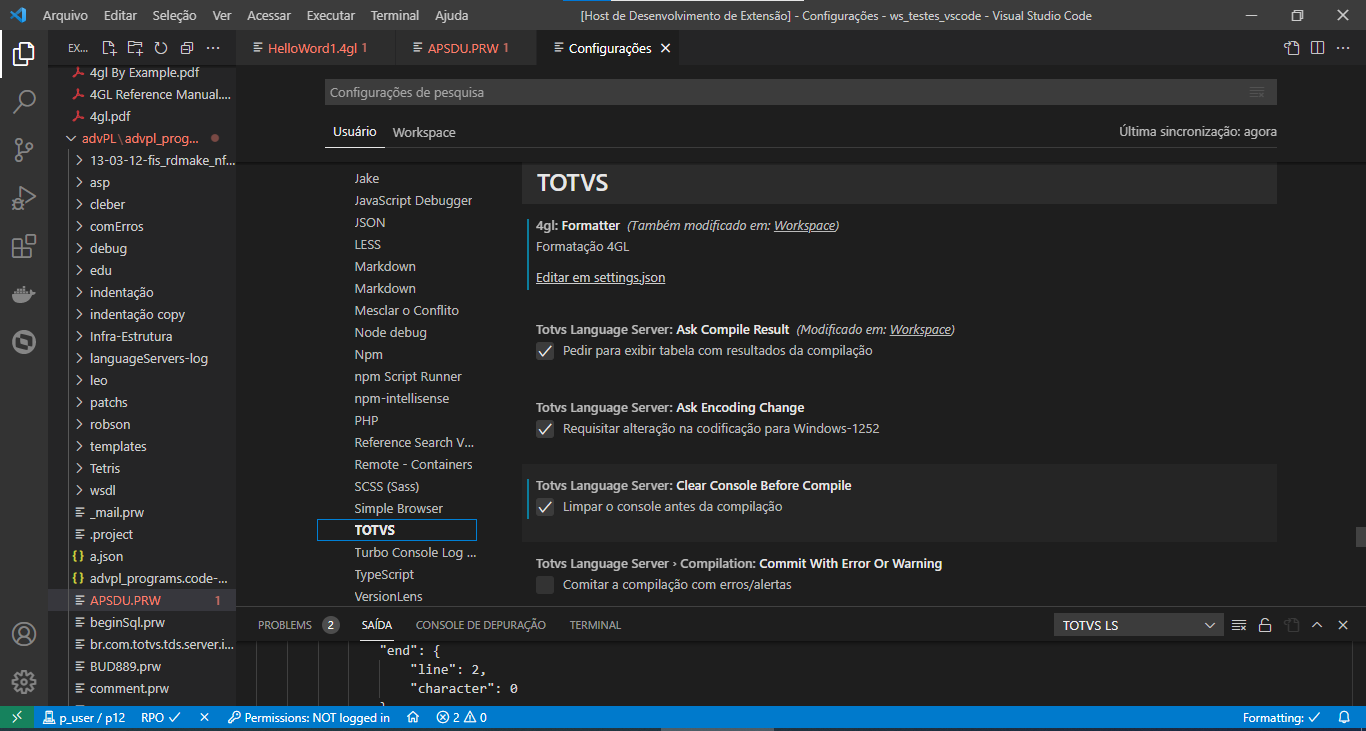 Arquivo Editar Seleção Ver Acessar Executar Terminal Ajuda [Host de Desenvolvimento de Extensão] - Configurações - ws_testes_vscode - Visual Studio Code
EX... HelloWord1.4gl 1 APSDU.PRW 1 Configurações
4gl By Example.pdf
4GL Reference Manual....
4gl.pdf
advPL\advpl_prog...
13-03-12-fis_rdmake_nf...
asp
cleber
comErros
debug
edu
indentação
indentação copy
Infra-Estrutura
languageServers-log
leo
patchs
robson
templates
Tetris
wsdl
_mail.prw
.project
{} a.json
{} advpl_programs.code-...
APSDU.PRW 1
beginSql.prw
br.com.totvs.tds.server.i...
BUD889.prw
comment.prw
Configurações de pesquisa
Usuário Workspace Última sincronização: agora
Jake
JavaScript Debugger
JSON
LESS
Markdown
Markdown
Mesclar o Conflito
Node debug
Npm
npm Script Runner
npm-intellisense
PHP
Reference Search V...
Remote - Containers
SCSS (Sass)
Simple Browser
TOTVS
Turbo Console Log ...
TypeScript
VersionLens
TOTVS
4gl: Formatter (Também modificado em: Workspace)
Formatação 4GL
Editar em settings.json
Totvs Language Server: Ask Compile Result (Modificado em: Workspace)
Pedir para exibir tabela com resultados da compilação
Totvs Language Server: Ask Encoding Change
Requisitar alteração na codificação para Windows-1252
Totvs Language Server: Clear Console Before Compile
Limpar o console antes da compilação
Totvs Language Server › Compilation: Commit With Error Or Warning
Comitar a compilação com erros/alertas
PROBLEMS 2 SAÍDA CONSOLE DE DEPURAÇÃO TERMINAL TOTVS LS
"end": {
"line": 2,
"character": 0
}
p_user / p12 RPO Permissions: NOT logged in 2 0 Formatting: